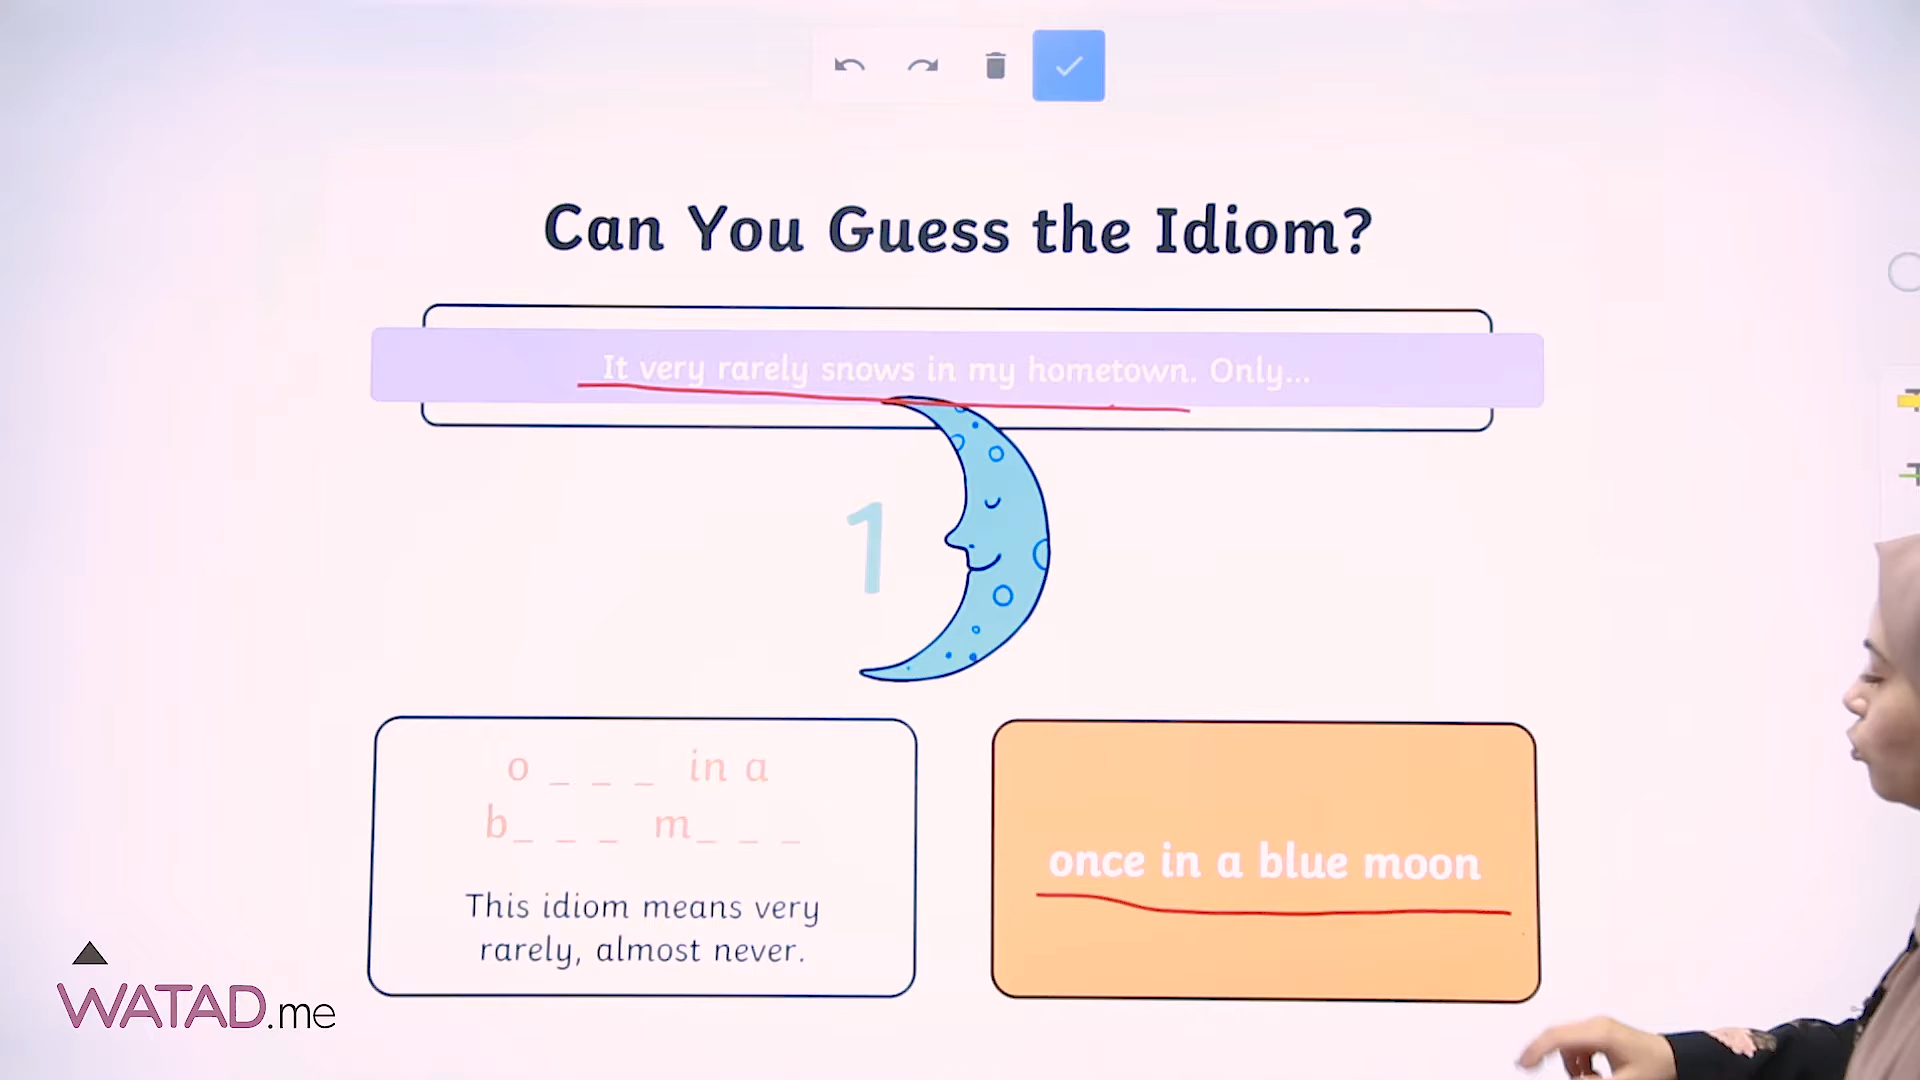 Can You Guess the Idiom?
It very rarely snows in my hometown. Only...
1
o _ _ _ in a
b_ _ _ m_ _ _
This idiom means very
rarely, almost never.
once in a blue moon
WATAD.me